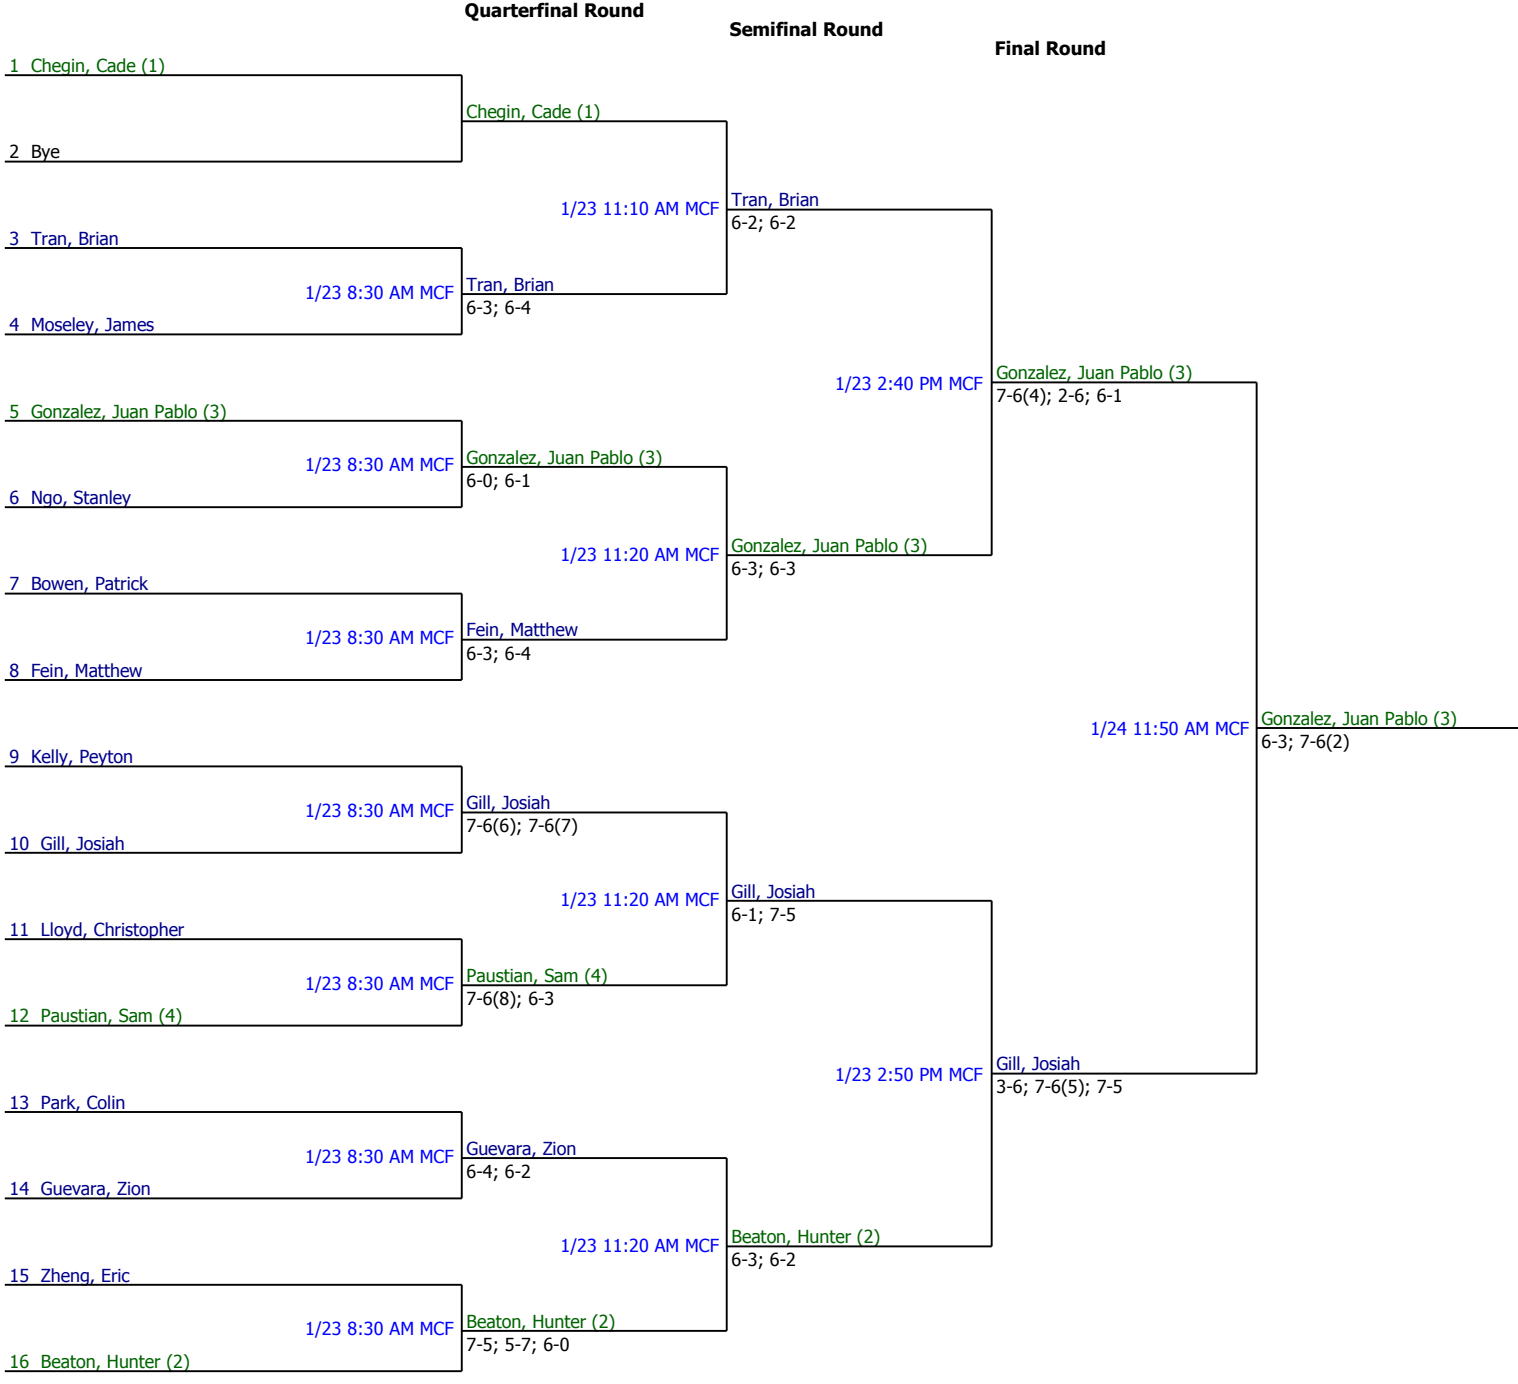 Quarterfinal Round
Semifinal Round
Final Round
1 Chegin, Cade (1)
Chegin, Cade (1)
2 Bye
1/23 11:10 AM MCF
Tran, Brian
6-2; 6-2
3 Tran, Brian
1/23 8:30 AM MCF
Tran, Brian
6-3; 6-4
4 Moseley, James
1/23 2:40 PM MCF
Gonzalez, Juan Pablo (3)
7-6(4); 2-6; 6-1
5 Gonzalez, Juan Pablo (3)
1/23 8:30 AM MCF
Gonzalez, Juan Pablo (3)
6-0; 6-1
6 Ngo, Stanley
1/23 11:20 AM MCF
Gonzalez, Juan Pablo (3)
6-3; 6-3
7 Bowen, Patrick
1/23 8:30 AM MCF
Fein, Matthew
6-3; 6-4
8 Fein, Matthew
1/24 11:50 AM MCF
Gonzalez, Juan Pablo (3)
6-3; 7-6(2)
9 Kelly, Peyton
1/23 8:30 AM MCF
Gill, Josiah
7-6(6); 7-6(7)
10 Gill, Josiah
1/23 11:20 AM MCF
Gill, Josiah
6-1; 7-5
11 Lloyd, Christopher
1/23 8:30 AM MCF
Paustian, Sam (4)
7-6(8); 6-3
12 Paustian, Sam (4)
1/23 2:50 PM MCF
Gill, Josiah
3-6; 7-6(5); 7-5
13 Park, Colin
1/23 8:30 AM MCF
Guevara, Zion
6-4; 6-2
14 Guevara, Zion
1/23 11:20 AM MCF
Beaton, Hunter (2)
6-3; 6-2
15 Zheng, Eric
1/23 8:30 AM MCF
Beaton, Hunter (2)
7-5; 5-7; 6-0
16 Beaton, Hunter (2)